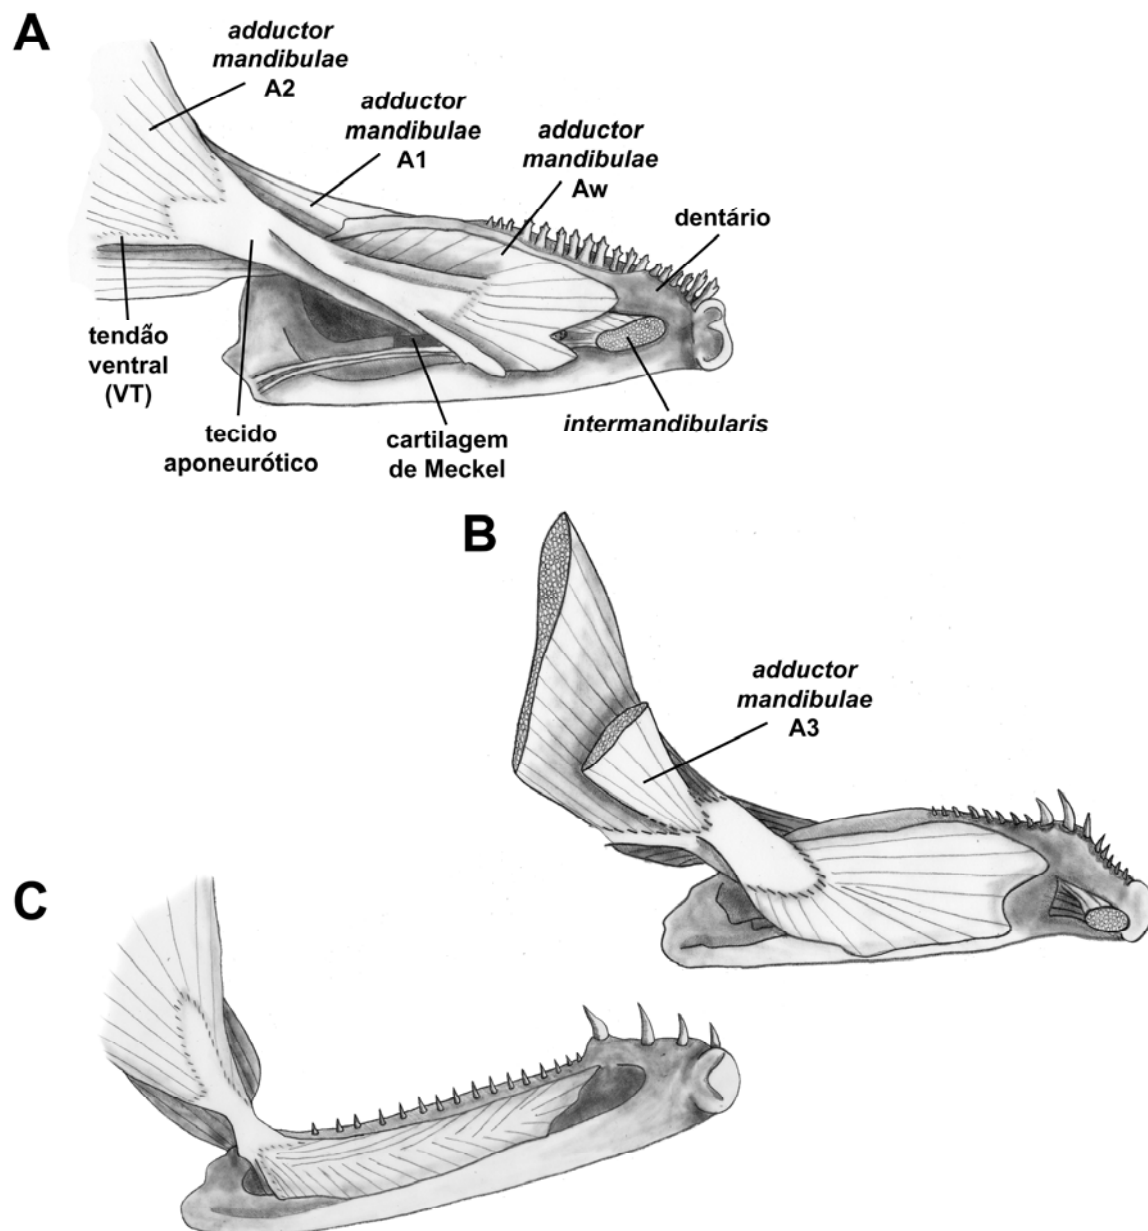 A
adductor
mandibulae
A2
adductor
mandibulae
A1
adductor
mandibulae
Aw
dentário
tendão
ventral
(VT)
tecido
aponeurótico
cartilagem
de Meckel
intermandibularis
B
adductor
mandibulae
A3
C